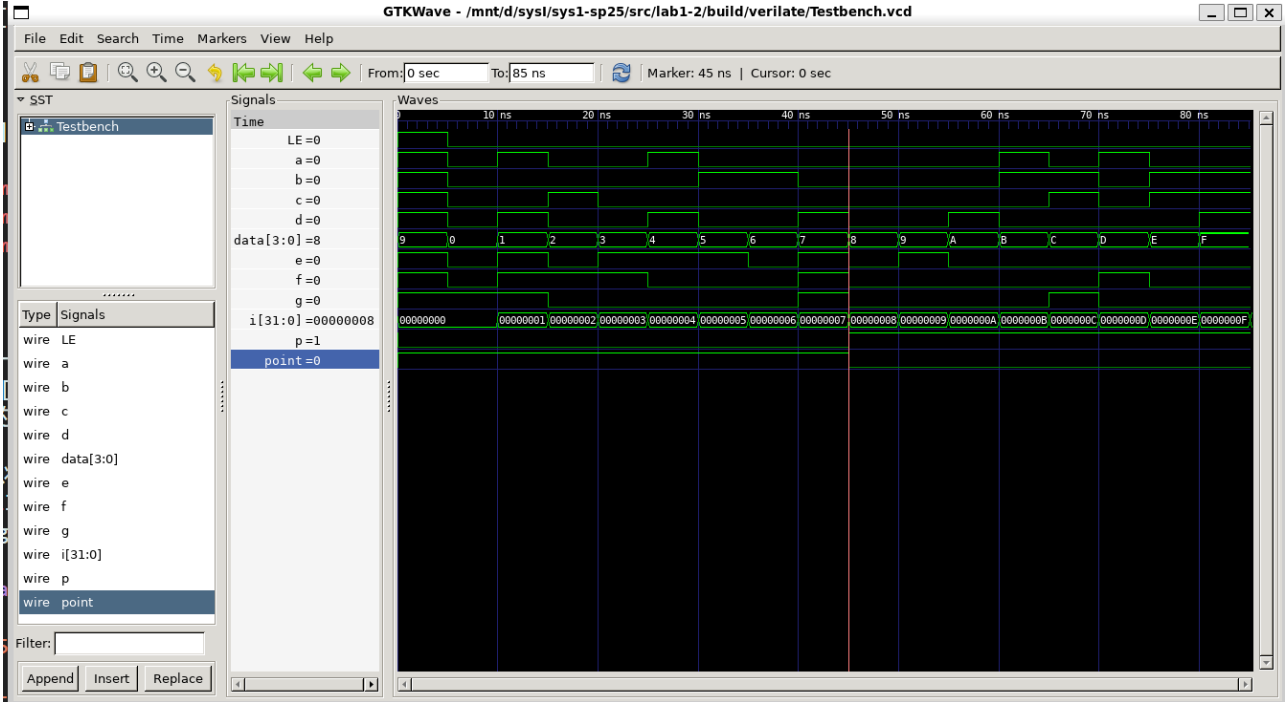 GTKWave - /mnt/d/sysI/sys1-sp25/src/lab1-2/build/verilate/Testbench.vcd
File Edit Search Time Markers View Help
From: 0 sec To: 85 ns Marker: 45 ns | Cursor: 0 sec
SST
Testbench
Type Signals
wire LE
wire a
wire b
wire c
wire d
wire data[3:0]
wire e
wire f
wire g
wire i[31:0]
wire p
wire point
Filter:
Append Insert Replace
Signals
Time
LE=0
a=0
b=0
c=0
d=0
data[3:0]=8
e=0
f=0
g=0
i[31:0]=00000008
p=1
point=0
Waves
0 10 ns 20 ns 30 ns 40 ns 50 ns 60 ns 70 ns 80 ns
9 0 1 2 3 4 5 6 7 8 9 A B C D E F
00000000 00000001 00000002 00000003 00000004 00000005 00000006 00000007 00000008 00000009 0000000A 0000000B 0000000C 0000000D 0000000E 0000000F